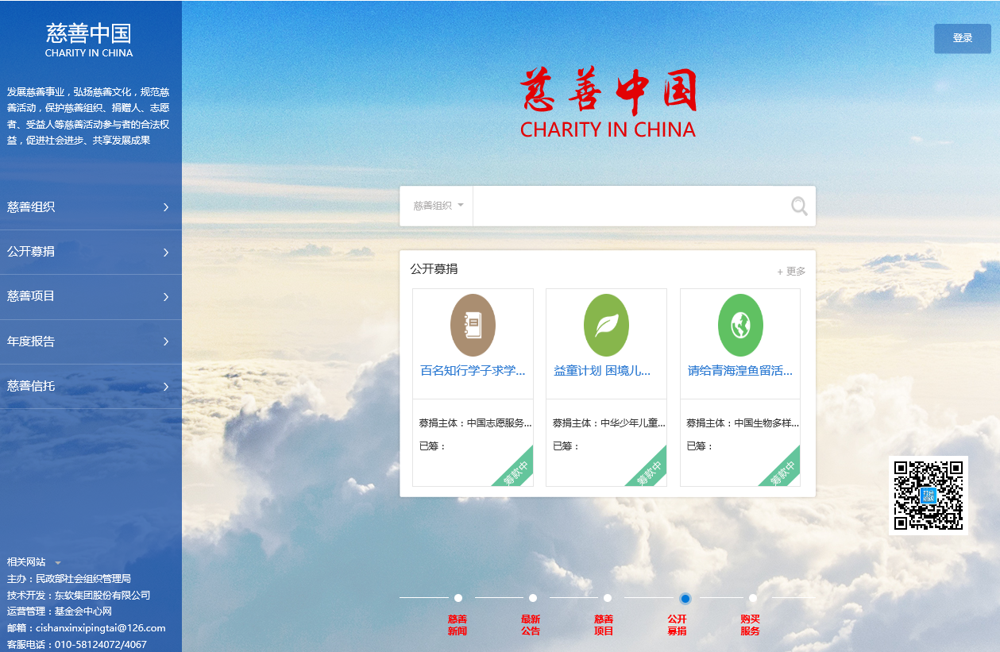 慈善中国
CHARITY IN CHINA
发展慈善事业，弘扬慈善文化，规范慈
善活动，保护慈善组织、捐赠人、志愿
者、受益人等慈善活动参与者的合法权
益，促进社会进步、共享发展成果
慈善组织
公开募捐
慈善项目
年度报告
慈善信托
相关网站
主办：民政部社会组织管理局
技术开发：东软集团股份有限公司
运营管理：基金会中心网
邮箱：cishanxinxipingtai@126.com
客服电话：010-58124072/4067
登录
慈善中国
CHARITY IN CHINA
慈善组织
公开募捐
+ 更多
百名知行学子求学...
募捐主体：中国志愿服务...
已筹：
筹款中
益童计划 困境儿...
募捐主体：中华少年儿童...
已筹：
筹款中
请给青海湟鱼留活...
募捐主体：中国生物多样...
已筹：
筹款中
慈善
新闻
最新
公告
慈善
项目
公开
募捐
购买
服务